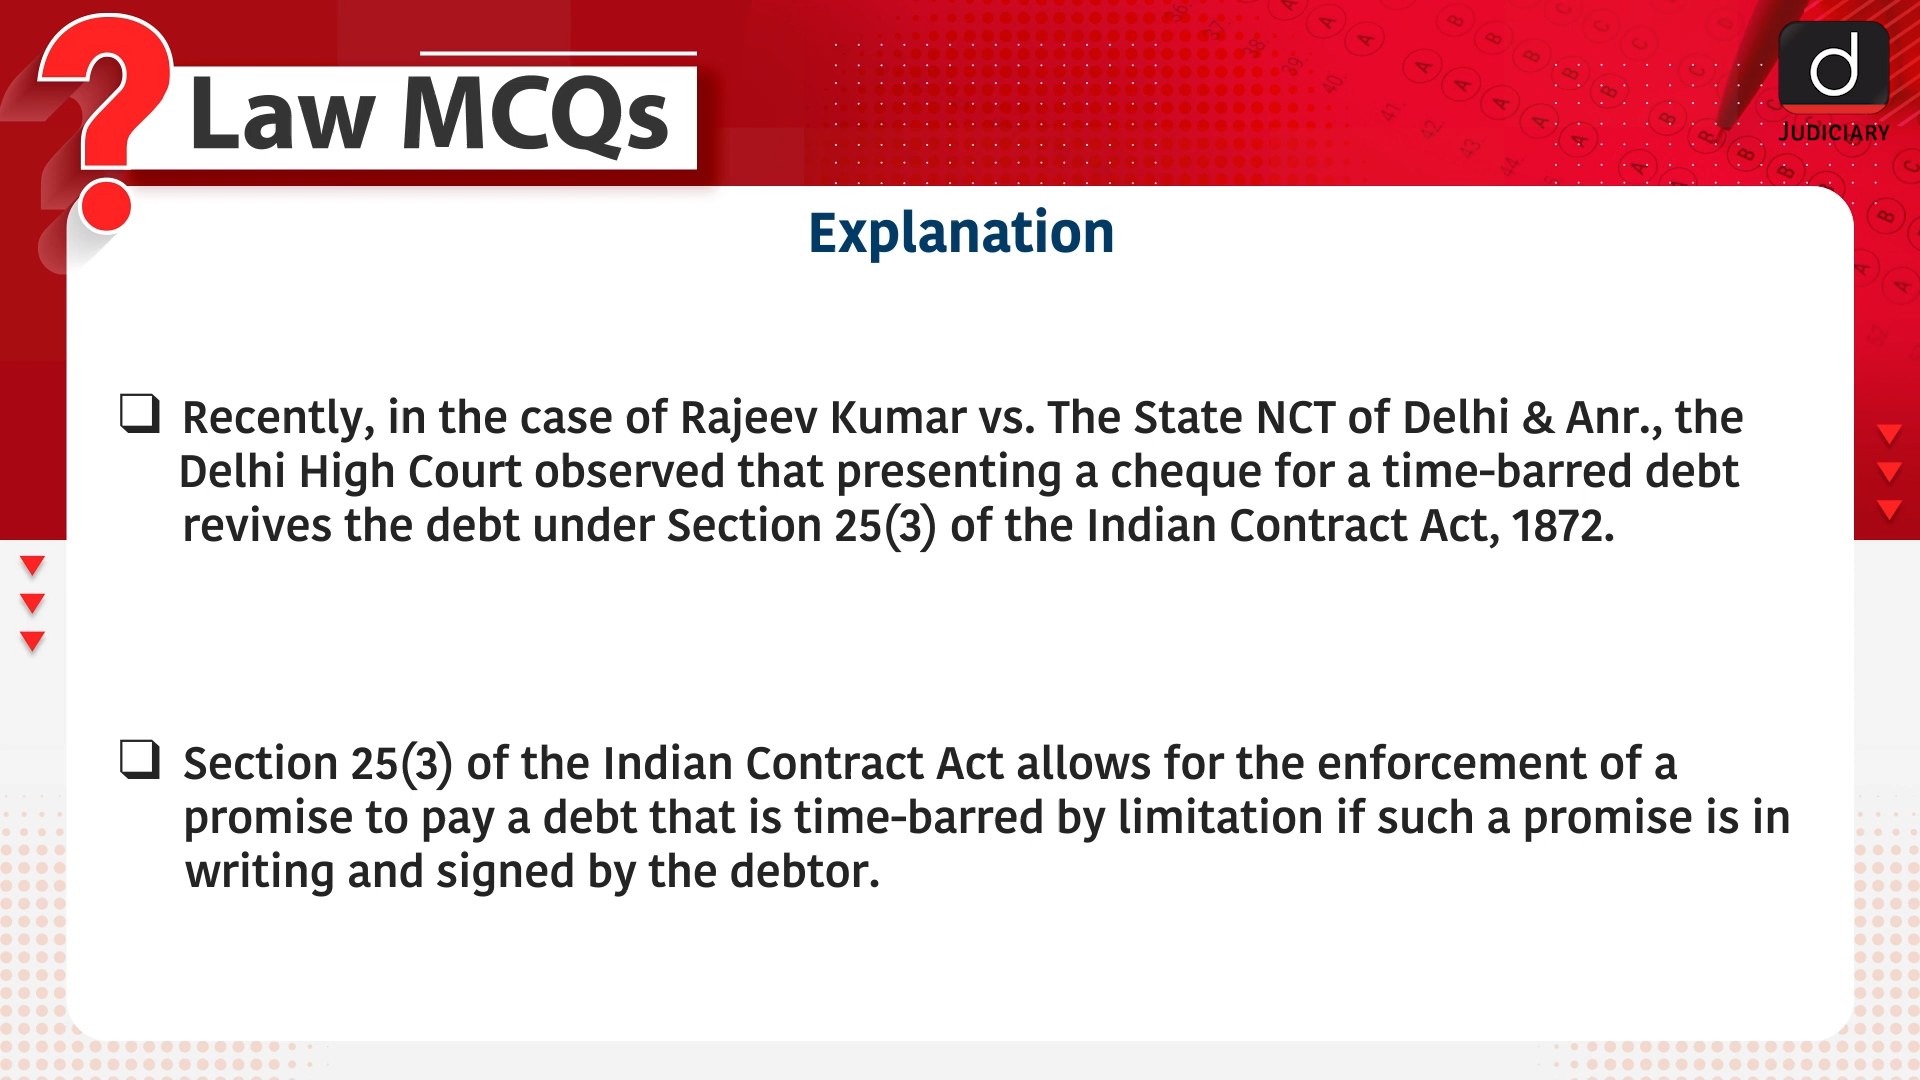 Law MCQs
d
JUDICIARY
Explanation
❑ Recently, in the case of Rajeev Kumar vs. The State NCT of Delhi & Anr., the
Delhi High Court observed that presenting a cheque for a time-barred debt
revives the debt under Section 25(3) of the Indian Contract Act, 1872.
❑ Section 25(3) of the Indian Contract Act allows for the enforcement of a
promise to pay a debt that is time-barred by limitation if such a promise is in
writing and signed by the debtor.